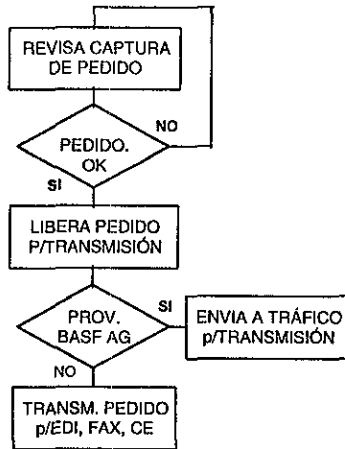 REVISA CAPTURA
DE PEDIDO
NO
PEDIDO.
OK
SI
LIBERA PEDIDO
P/TRANSMISIÓN
PROV.
BASF AG
SI
ENVIA A TRÁFICO
p/TRANSMISIÓN
NO
TRANSM. PEDIDO
p/EDI, FAX, CE